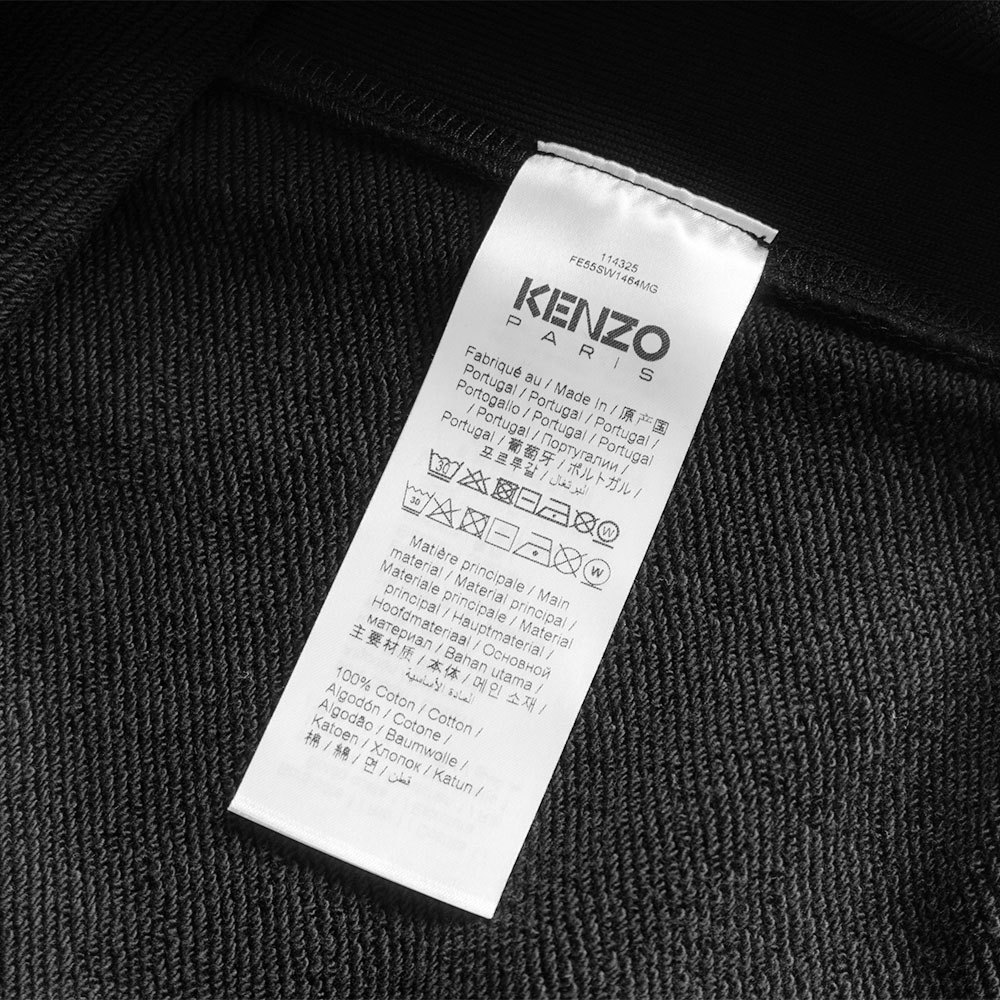 114325
FE55SW1464MG
KENZO
PARIS
Fabriqué au / Made in / 原产国
Portugal / Portugal / Portugal /
Portogallo / Portugal / Portugal
/ Portugal / Португалии /
Portugal / 葡萄牙 / ポルトガル /
포르투갈 / البرتغال
30 W
30 W
Matière principale / Main
material / Material principal /
Materiale principale / Material
principal / Hauptmaterial /
Hoofdmateriaal / Основной
материал / Bahan utama /
主要材质 / 本体 / 메인 소재 /
المادة الأساسية
100% Coton / Cotton /
Algodón / Cotone /
Algodão / Baumwolle /
Katoen / Хлопок / Katun /
棉 / 綿 / 면 / قطن